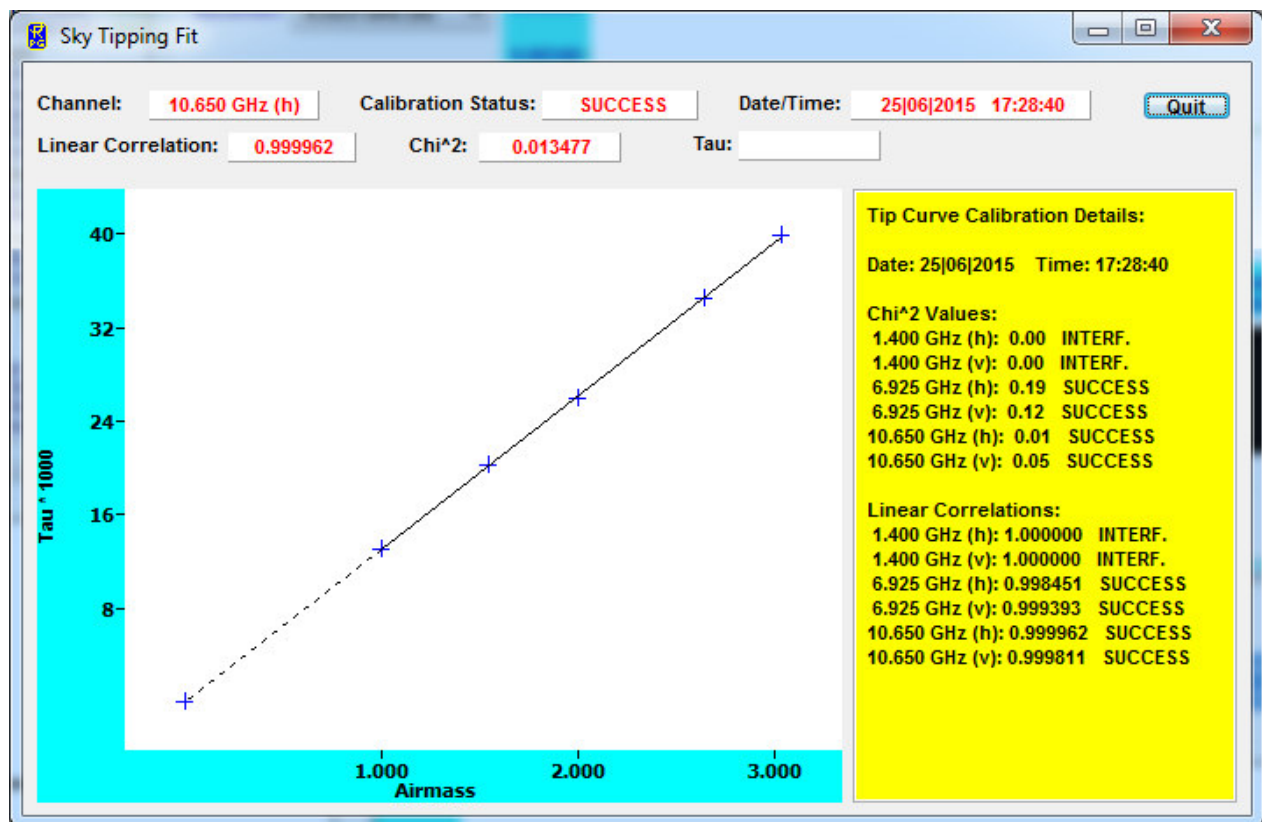 Sky Tipping Fit
Channel: 10.650 GHz (h) Calibration Status: SUCCESS Date/Time: 25|06|2015 17:28:40 Quit
Linear Correlation: 0.999962 Chi^2: 0.013477 Tau:
40
32
24
16
8
Tau * 1000
1.000 2.000 3.000
Airmass
Tip Curve Calibration Details:
Date: 25|06|2015 Time: 17:28:40
Chi^2 Values:
1.400 GHz (h): 0.00 INTERF.
1.400 GHz (v): 0.00 INTERF.
6.925 GHz (h): 0.19 SUCCESS
6.925 GHz (v): 0.12 SUCCESS
10.650 GHz (h): 0.01 SUCCESS
10.650 GHz (v): 0.05 SUCCESS
Linear Correlations:
1.400 GHz (h): 1.000000 INTERF.
1.400 GHz (v): 1.000000 INTERF.
6.925 GHz (h): 0.998451 SUCCESS
6.925 GHz (v): 0.999393 SUCCESS
10.650 GHz (h): 0.999962 SUCCESS
10.650 GHz (v): 0.999811 SUCCESS